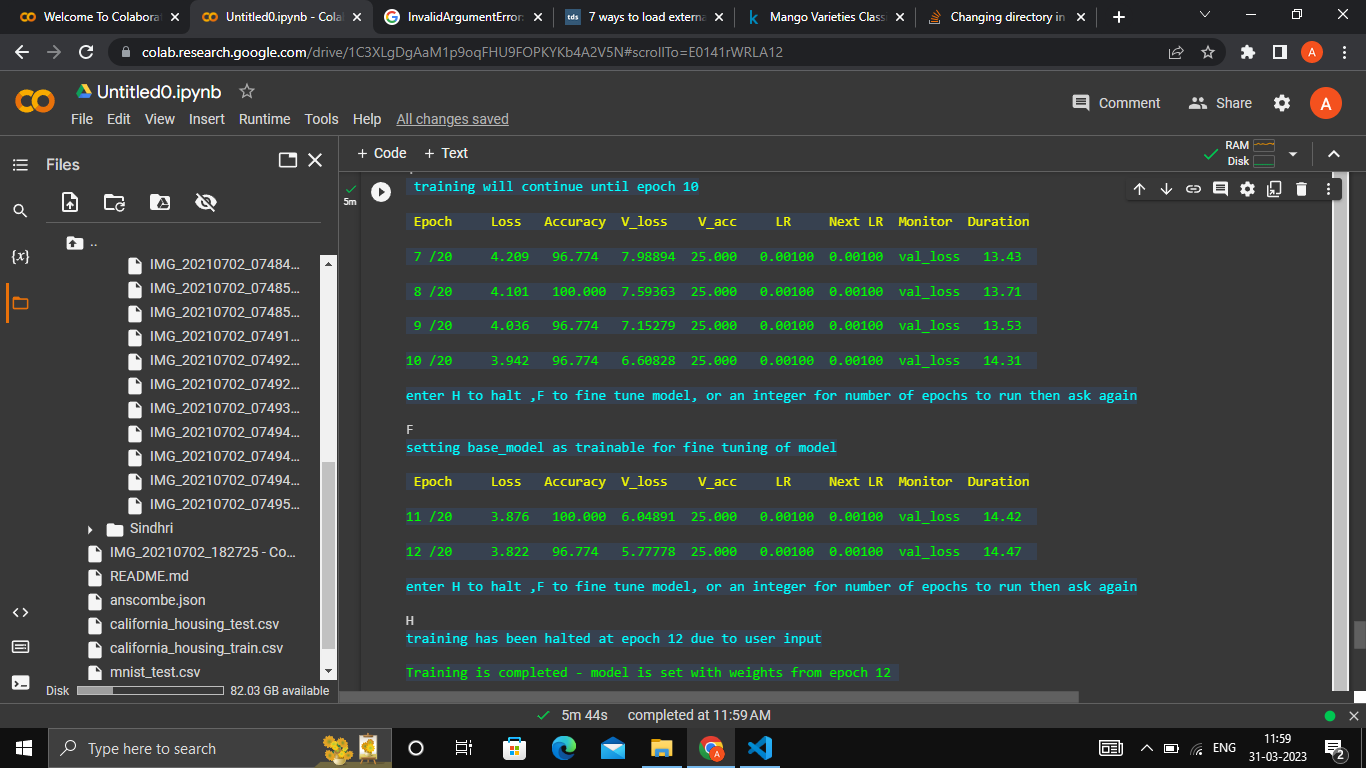 Welcome To Colaborat
Untitled0.ipynb - Colab
InvalidArgumentError:
7 ways to load externa
Mango Varieties Class
Changing directory in
colab.research.google.com/drive/1C3XLgDgAaM1p9oqFHU9FOPKYKb4A2V5N#scrollTo=E0141rWRLA12
A
Untitled0.ipynb
File Edit View Insert Runtime Tools Help All changes saved
Comment Share A
Files
+ Code + Text
RAM
Disk
..
IMG_20210702_07484...
IMG_20210702_07485...
IMG_20210702_07485...
IMG_20210702_07491...
IMG_20210702_07492...
IMG_20210702_07492...
IMG_20210702_07493...
IMG_20210702_07494...
IMG_20210702_07494...
IMG_20210702_07494...
IMG_20210702_07495...
Sindhri
IMG_20210702_182725 - Co...
README.md
anscombe.json
california_housing_test.csv
california_housing_train.csv
mnist_test.csv
Disk 82.03 GB available
5m
training will continue until epoch 10
Epoch Loss Accuracy V_loss V_acc LR Next LR Monitor Duration
7 /20 4.209 96.774 7.98894 25.000 0.00100 0.00100 val_loss 13.43
8 /20 4.101 100.000 7.59363 25.000 0.00100 0.00100 val_loss 13.71
9 /20 4.036 96.774 7.15279 25.000 0.00100 0.00100 val_loss 13.53
10 /20 3.942 96.774 6.60828 25.000 0.00100 0.00100 val_loss 14.31
enter H to halt ,F to fine tune model, or an integer for number of epochs to run then ask again
F
setting base_model as trainable for fine tuning of model
Epoch Loss Accuracy V_loss V_acc LR Next LR Monitor Duration
11 /20 3.876 100.000 6.04891 25.000 0.00100 0.00100 val_loss 14.42
12 /20 3.822 96.774 5.77778 25.000 0.00100 0.00100 val_loss 14.47
enter H to halt ,F to fine tune model, or an integer for number of epochs to run then ask again
H
training has been halted at epoch 12 due to user input
Training is completed - model is set with weights from epoch 12
5m 44s completed at 11:59 AM
Type here to search
ENG
11:59
31-03-2023
2